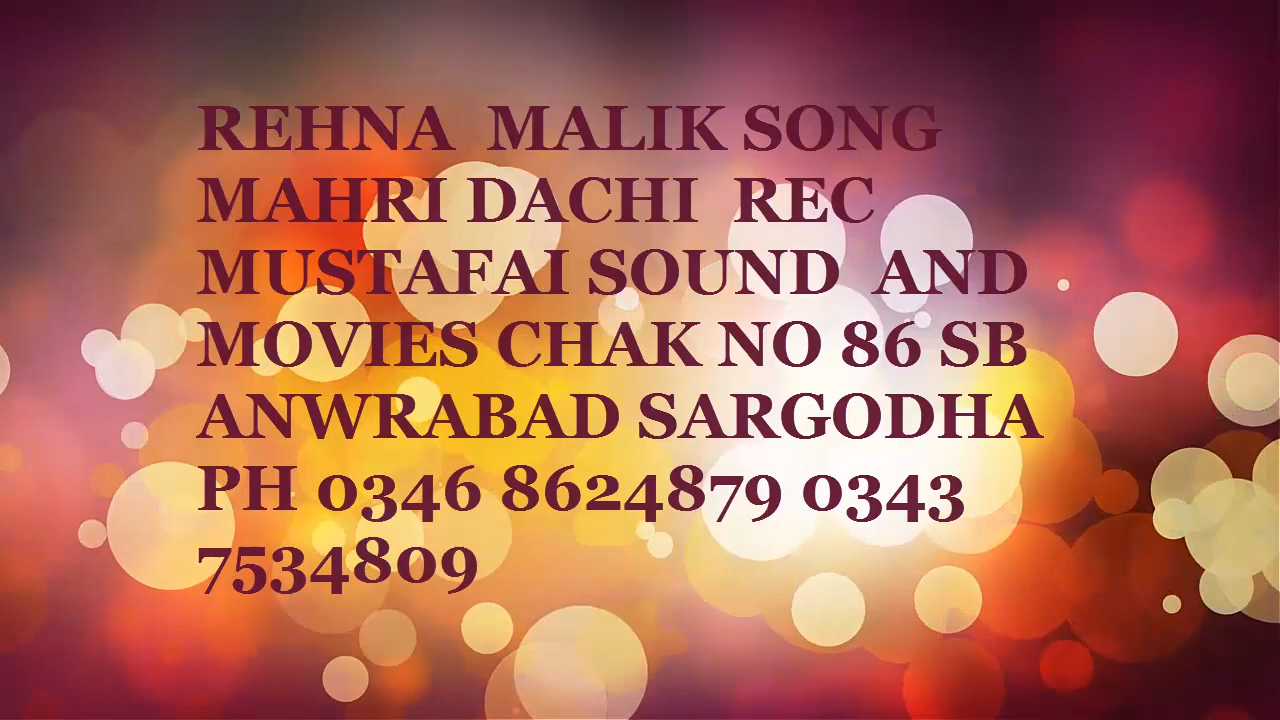 REHNA MALIK SONG
MAHRI DACHI REC
MUSTAFAI SOUND AND
MOVIES CHAK NO 86 SB
ANWRABAD SARGODHA
PH 0346 8624879 0343
7534809